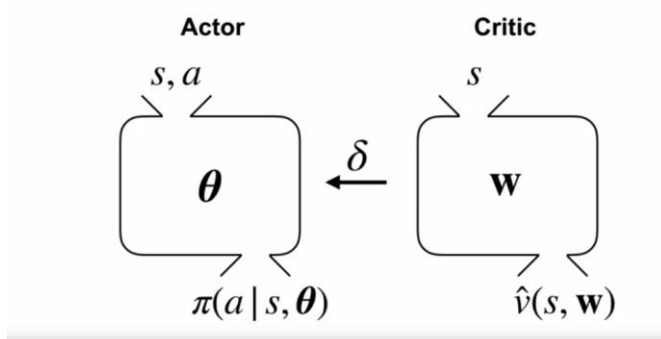 Actor Critic
s, a s
δ
θ w
π(a | s, θ) v̂(s, w)